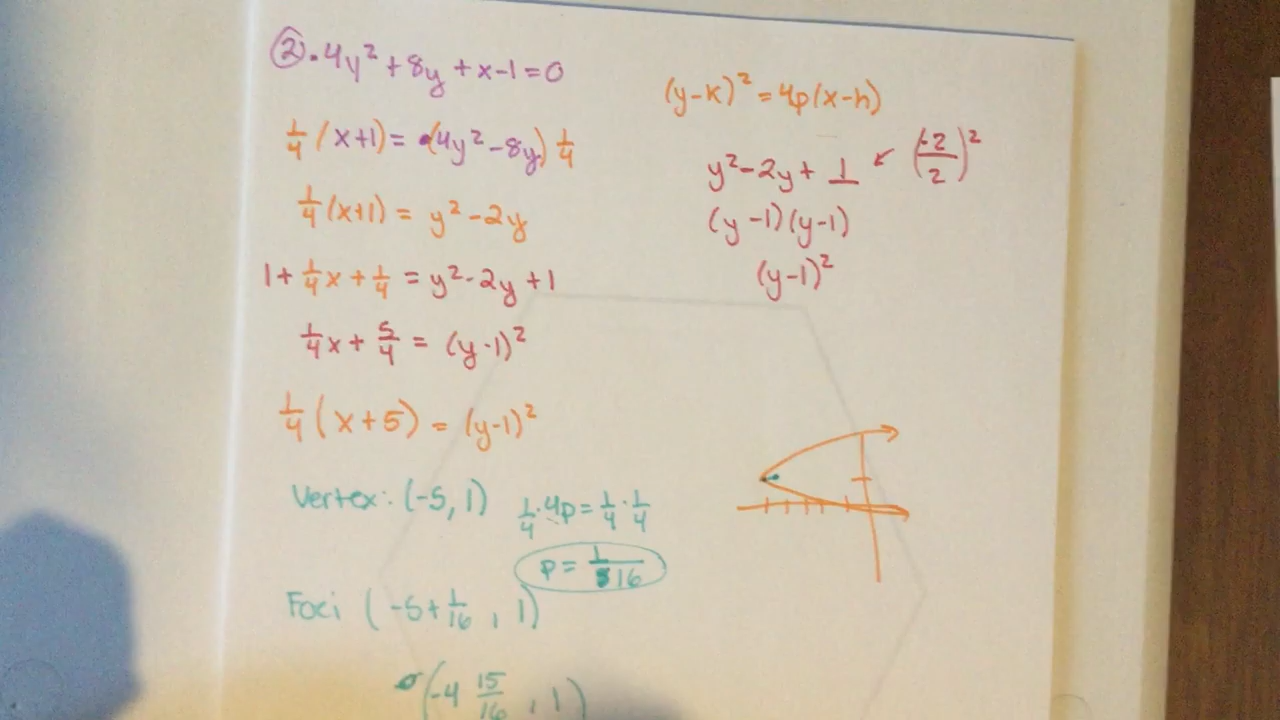 ②. 4y² + 8y + x - 1 = 0
1/4 (x+1) = (4y² - 8y) 1/4
1/4 (x+1) = y² - 2y
1 + 1/4 x + 1/4 = y² - 2y + 1
1/4 x + 5/4 = (y-1)²
1/4 (x+5) = (y-1)²
Vertex: (-5, 1)
1/4 · 4p = 1/4 · 1/4
p = 1/16
Foci (-5 + 1/16, 1)
(-4 15/16, 1)
(y-k)² = 4p(x-h)
y² - 2y + 1 ↙ (-2/2)²
(y-1)(y-1)
(y-1)²